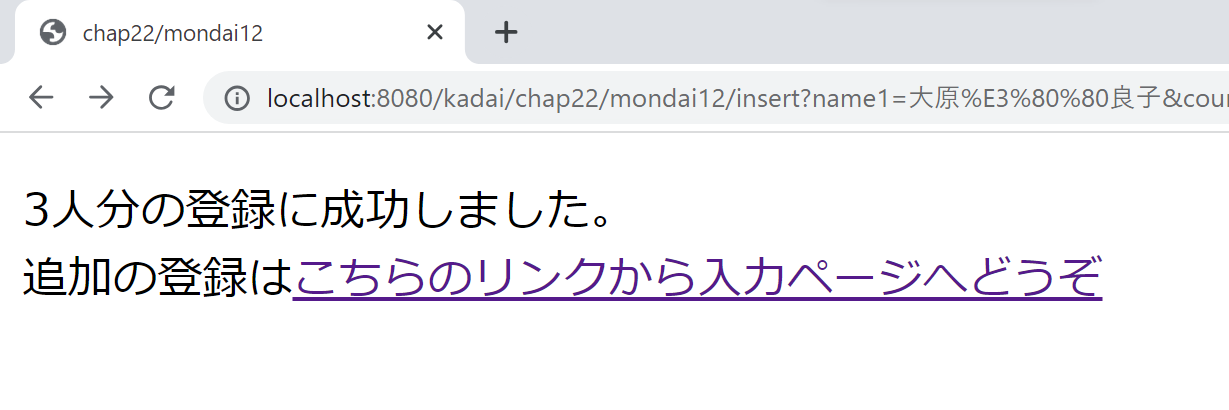 chap22/mondai12
localhost:8080/kadai/chap22/mondai12/insert?name1=大原%E3%80%80良子&cour
3人分の登録に成功しました。
追加の登録はこちらのリンクから入力ページへどうぞ